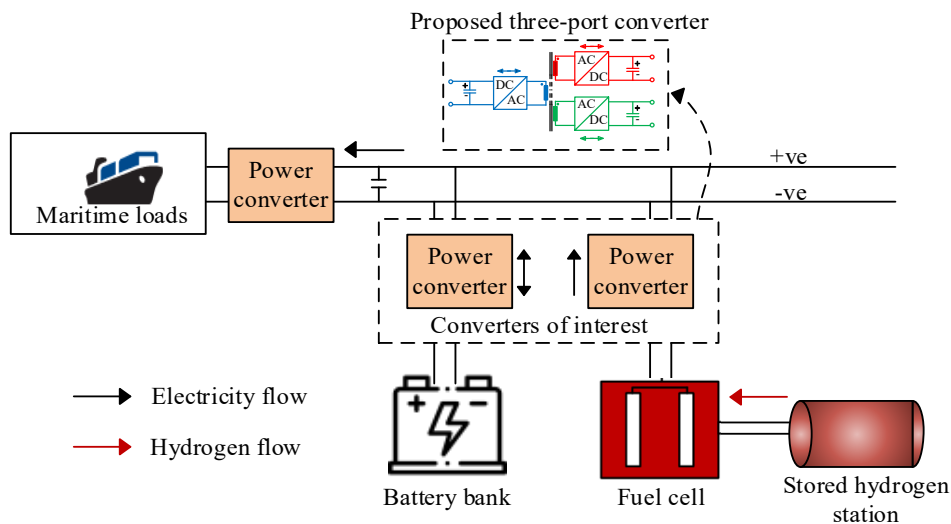 Proposed three-port converter
AC
DC
DC
AC
AC
DC
+
-
+
-
+
-
Maritime loads
Power
converter
+ve
-ve
Power
converter
Power
converter
Converters of interest
Electricity flow
Hydrogen flow
Battery bank
Fuel cell
Stored hydrogen
station